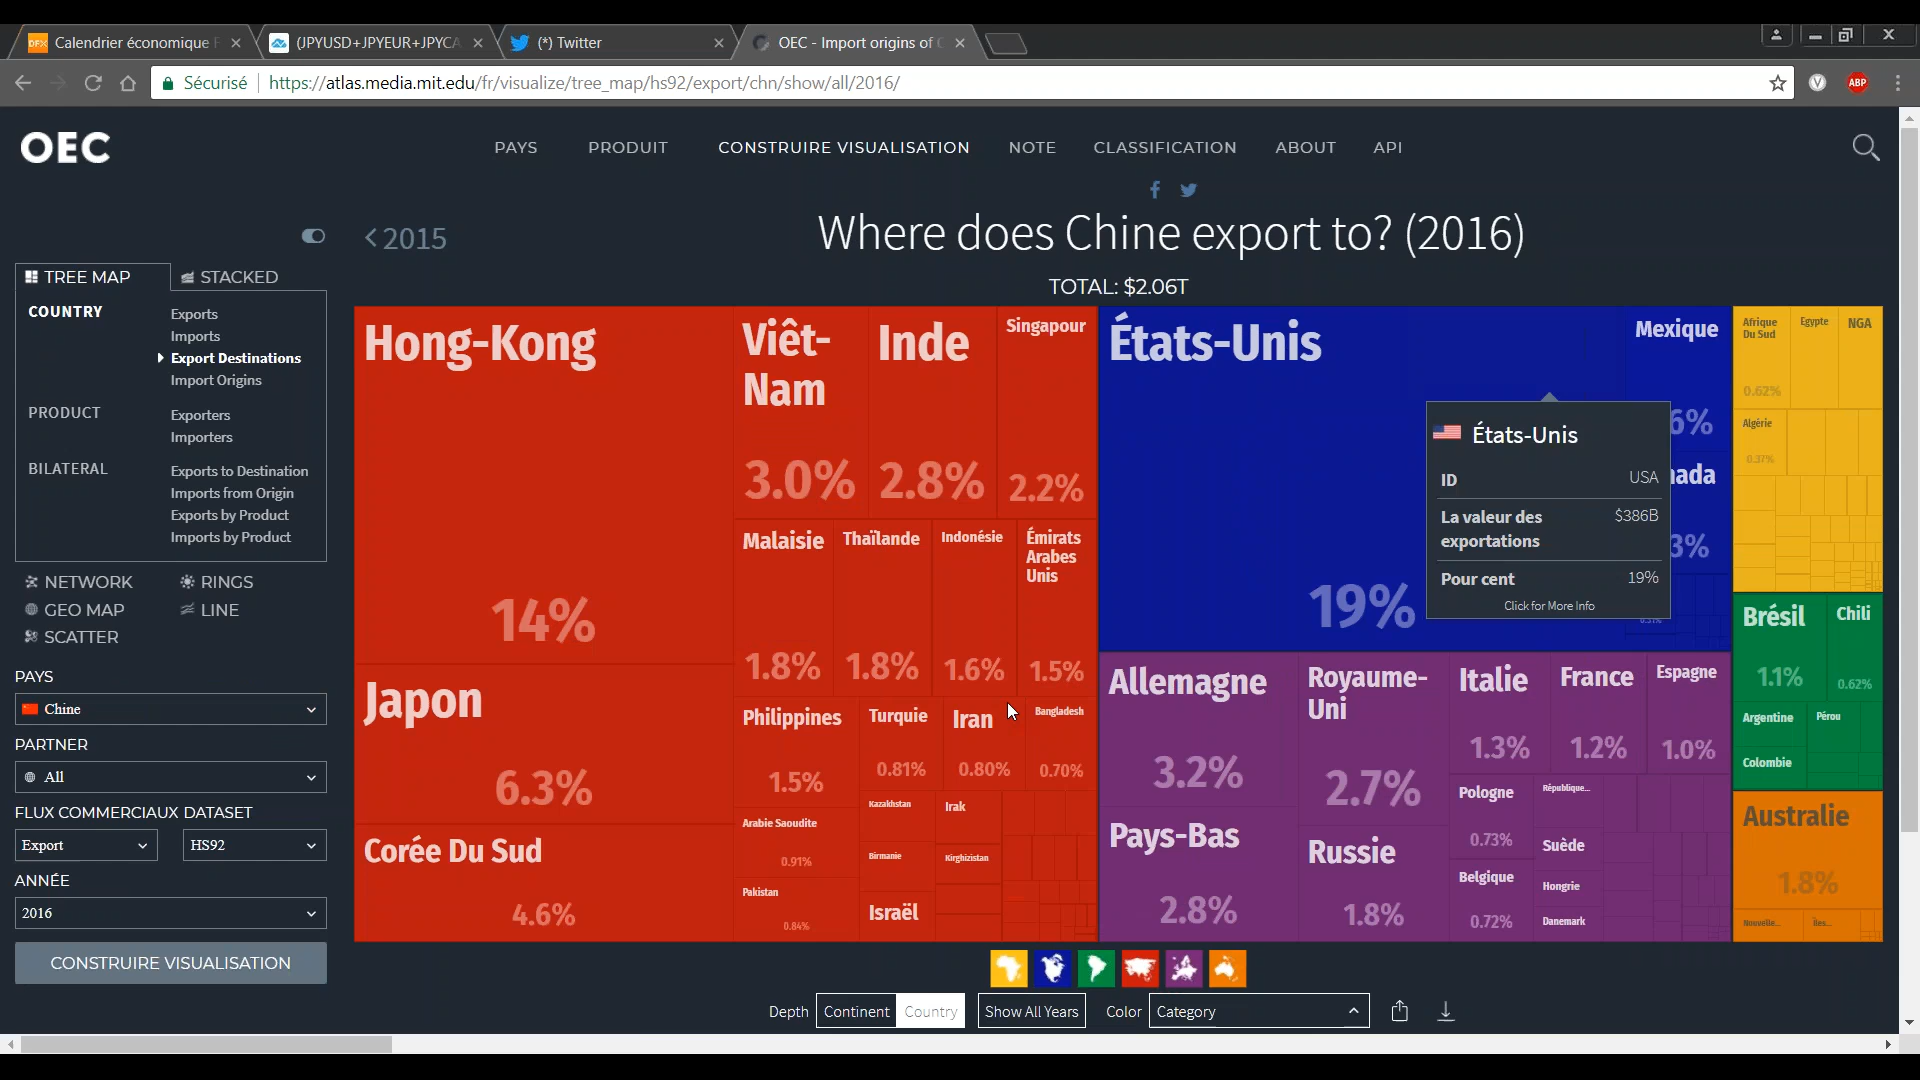 Calendrier économique F
(JPYUSD+JPYEUR+JPYCA
(*) Twitter
OEC - Import origins of C
Sécurisé
https://atlas.media.mit.edu/fr/visualize/tree_map/hs92/export/chn/show/all/2016/
ABP
OEC
PAYS
PRODUIT
CONSTRUIRE VISUALISATION
NOTE
CLASSIFICATION
ABOUT
API
< 2015
Where does Chine export to? (2016)
TOTAL: $2.06T
TREE MAP
STACKED
COUNTRY
Exports
Imports
Export Destinations
Import Origins
PRODUCT
Exporters
Importers
BILATERAL
Exports to Destination
Imports from Origin
Exports by Product
Imports by Product
NETWORK
RINGS
GEO MAP
LINE
SCATTER
PAYS
Chine
PARTNER
All
FLUX COMMERCIAUX DATASET
Export
HS92
ANNÉE
2016
CONSTRUIRE VISUALISATION
Hong-Kong
14%
Japon
6.3%
Corée Du Sud
4.6%
Viêt-
Nam
3.0%
Inde
2.8%
Singapour
2.2%
Malaisie
1.8%
Thaïlande
1.8%
Indonésie
1.6%
Émirats
Arabes
Unis
1.5%
Philippines
1.5%
Turquie
0.81%
Iran
0.80%
Bangladesh
0.70%
Arabie Saoudite
0.91%
Pakistan
0.84%
Kazakhstan
Birmanie
Israël
Irak
Kirghizistan
États-Unis
19%
Mexique
6%
nada
3%
États-Unis
ID
USA
La valeur des
exportations
$386B
Pour cent
19%
Click for More Info
Allemagne
3.2%
Pays-Bas
2.8%
Royaume-
Uni
2.7%
Russie
1.8%
Italie
1.3%
France
1.2%
Espagne
1.0%
Pologne
0.73%
Belgique
0.72%
République...
Suède
Hongrie
Danemark
Afrique
Du Sud
0.62%
Egypte
NGA
Algérie
0.37%
Brésil
1.1%
Chili
0.62%
Argentine
Pérou
Colombie
Australie
1.8%
Nouvelle...
Îles...
Depth
Continent
Country
Show All Years
Color
Category